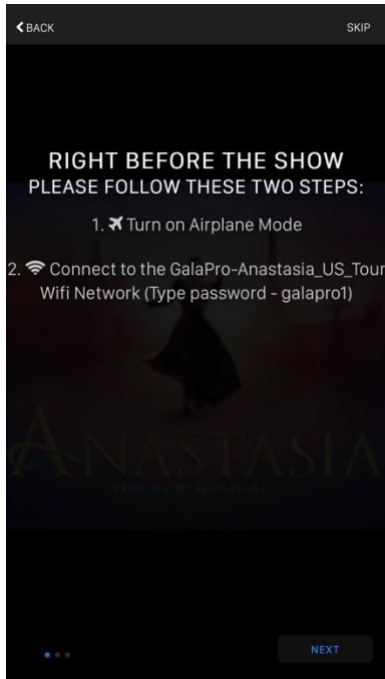 BACK
SKIP
RIGHT BEFORE THE SHOW
PLEASE FOLLOW THESE TWO STEPS:
1. Turn on Airplane Mode
2. Connect to the GalaPro-Anastasia_US_Tour
Wifi Network (Type password - galapro1)
ANASTASIA
THE NEW MUSICAL
NEXT